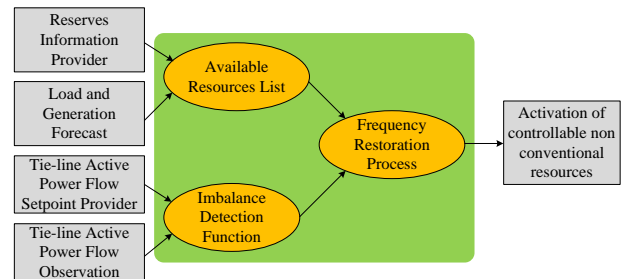 Reserves
Information
Provider
Load and
Generation
Forecast
Tie-line Active
Power Flow
Setpoint Provider
Tie-line Active
Power Flow
Observation
Available
Resources List
Imbalance
Detection
Function
Frequency
Restoration
Process
Activation of
controllable non
conventional
resources